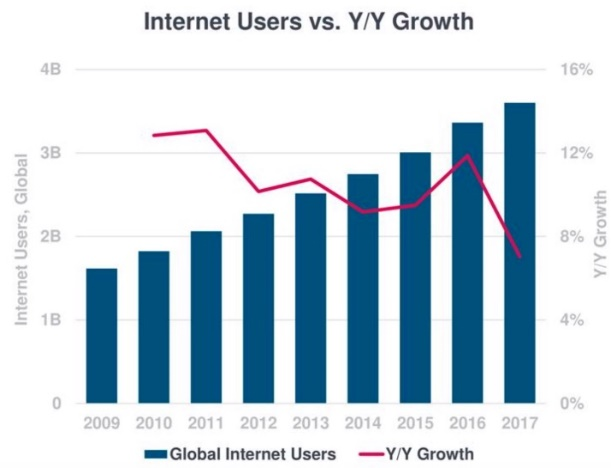 Internet Users vs. Y/Y Growth
4B
3B
2B
1B
0
Internet Users, Global
16%
12%
8%
4%
0%
Y/Y Growth
2009 2010 2011 2012 2013 2014 2015 2016 2017
Global Internet Users Y/Y Growth